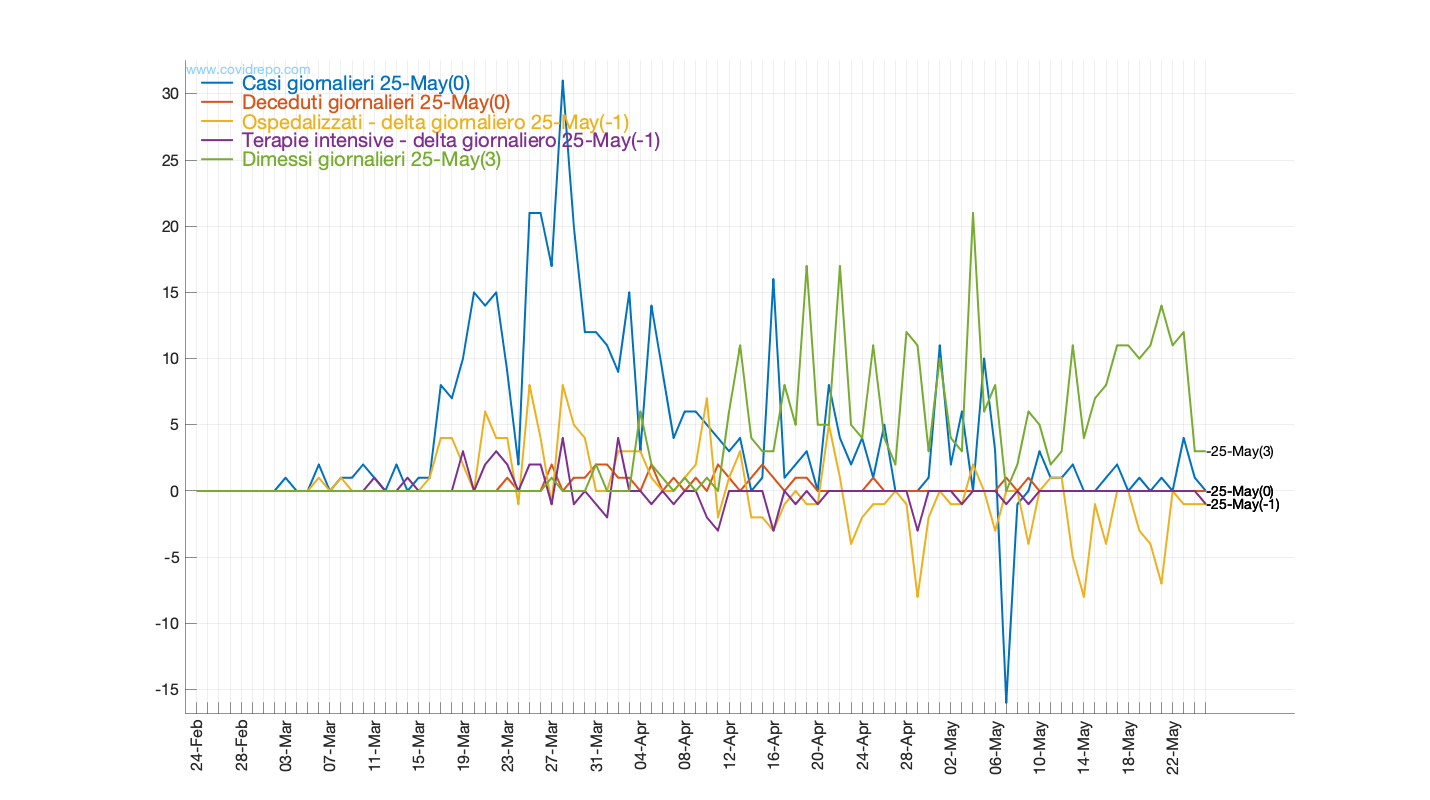 www.covidrepo.com
Casi giornalieri 25-May(0)
Deceduti giornalieri 25-May(0)
Ospedalizzati - delta giornaliero 25-May(-1)
Terapie intensive - delta giornaliero 25-May(-1)
Dimessi giornalieri 25-May(3)
30
25
20
15
10
5
0
-5
-10
-15
-25-May(3)
-25-May(0)
-25-May(-1)
24-Feb
28-Feb
03-Mar
07-Mar
11-Mar
15-Mar
19-Mar
23-Mar
27-Mar
31-Mar
04-Apr
08-Apr
12-Apr
16-Apr
20-Apr
24-Apr
28-Apr
02-May
06-May
10-May
14-May
18-May
22-May